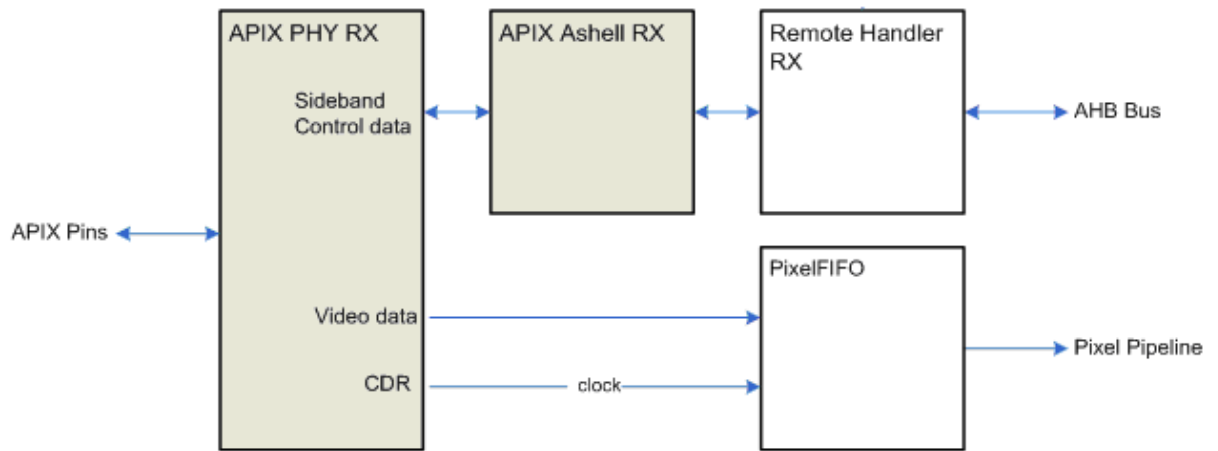 APIX PHY RX
APIX Ashell RX
Remote Handler
RX
Sideband
Control data
AHB Bus
APIX Pins
PixelFIFO
Video data
Pixel Pipeline
CDR
clock